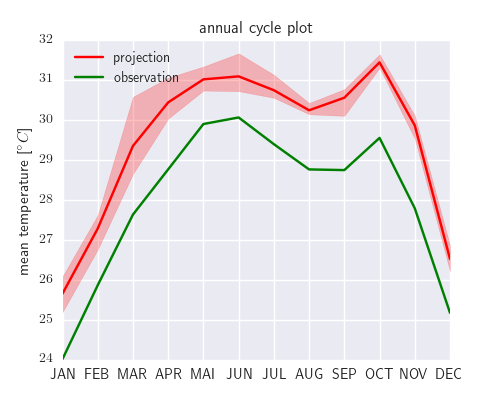 annual cycle plot
projection
observation
mean temperature [°C]
32
31
30
29
28
27
26
25
24
JAN FEB MAR APR MAI JUN JUL AUG SEP OCT NOV DEC